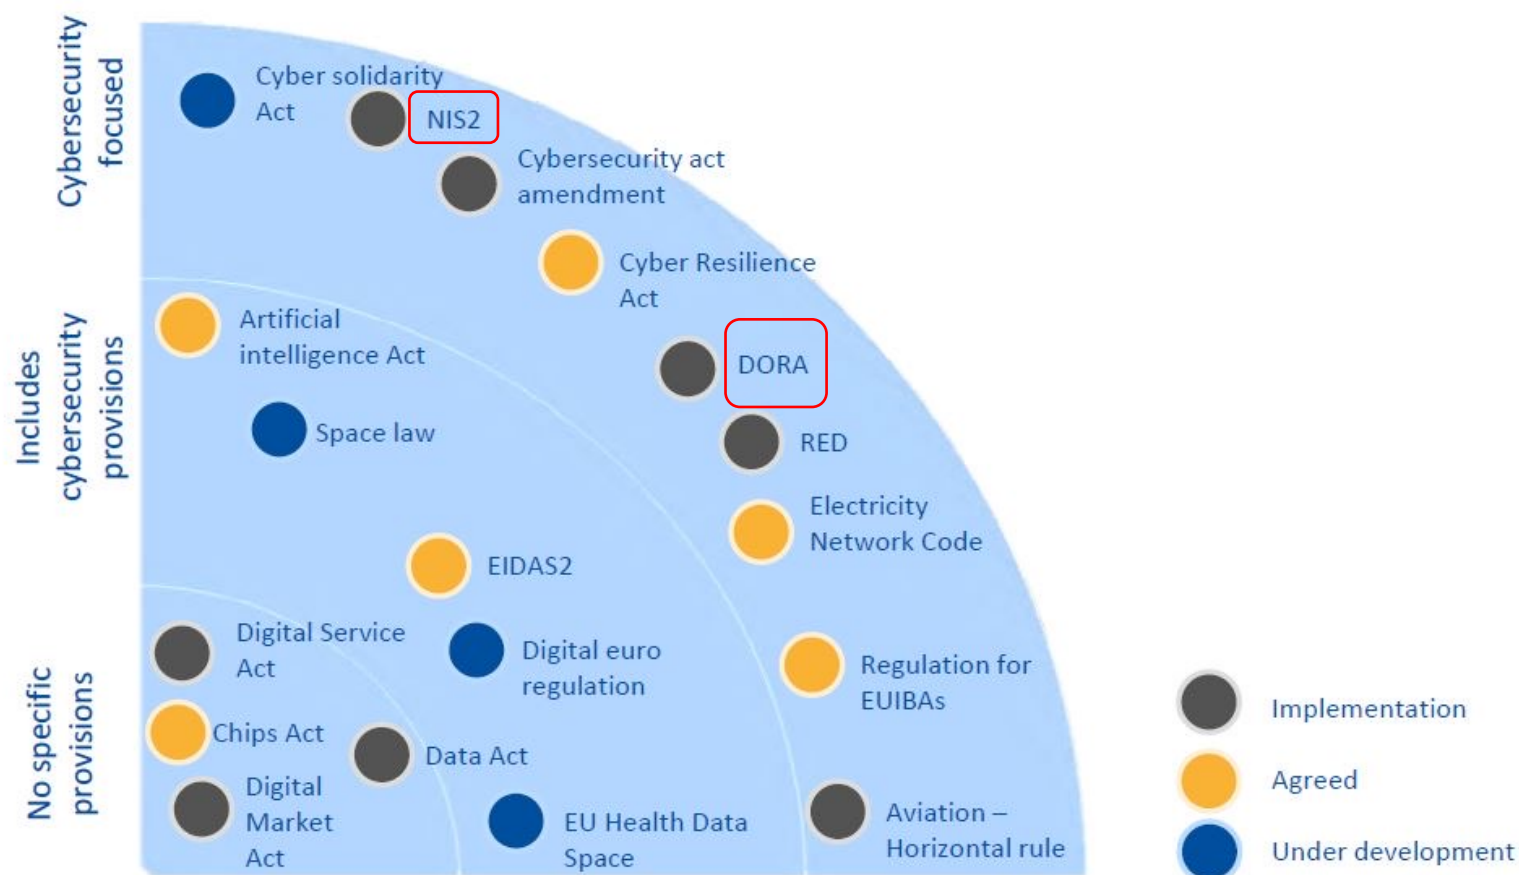 Cybersecurity
focused
Cyber solidarity
Act
NIS2
Cybersecurity act
amendment
Cyber Resilience
Act
DORA
RED
Electricity
Network Code
Regulation for
EUIBAs
Aviation –
Horizontal rule
Includes
cybersecurity
provisions
Artificial
intelligence Act
Space law
EIDAS2
Digital euro
regulation
EU Health Data
Space
No specific
provisions
Digital Service
Act
Chips Act
Data Act
Digital
Market
Act
Implementation
Agreed
Under development